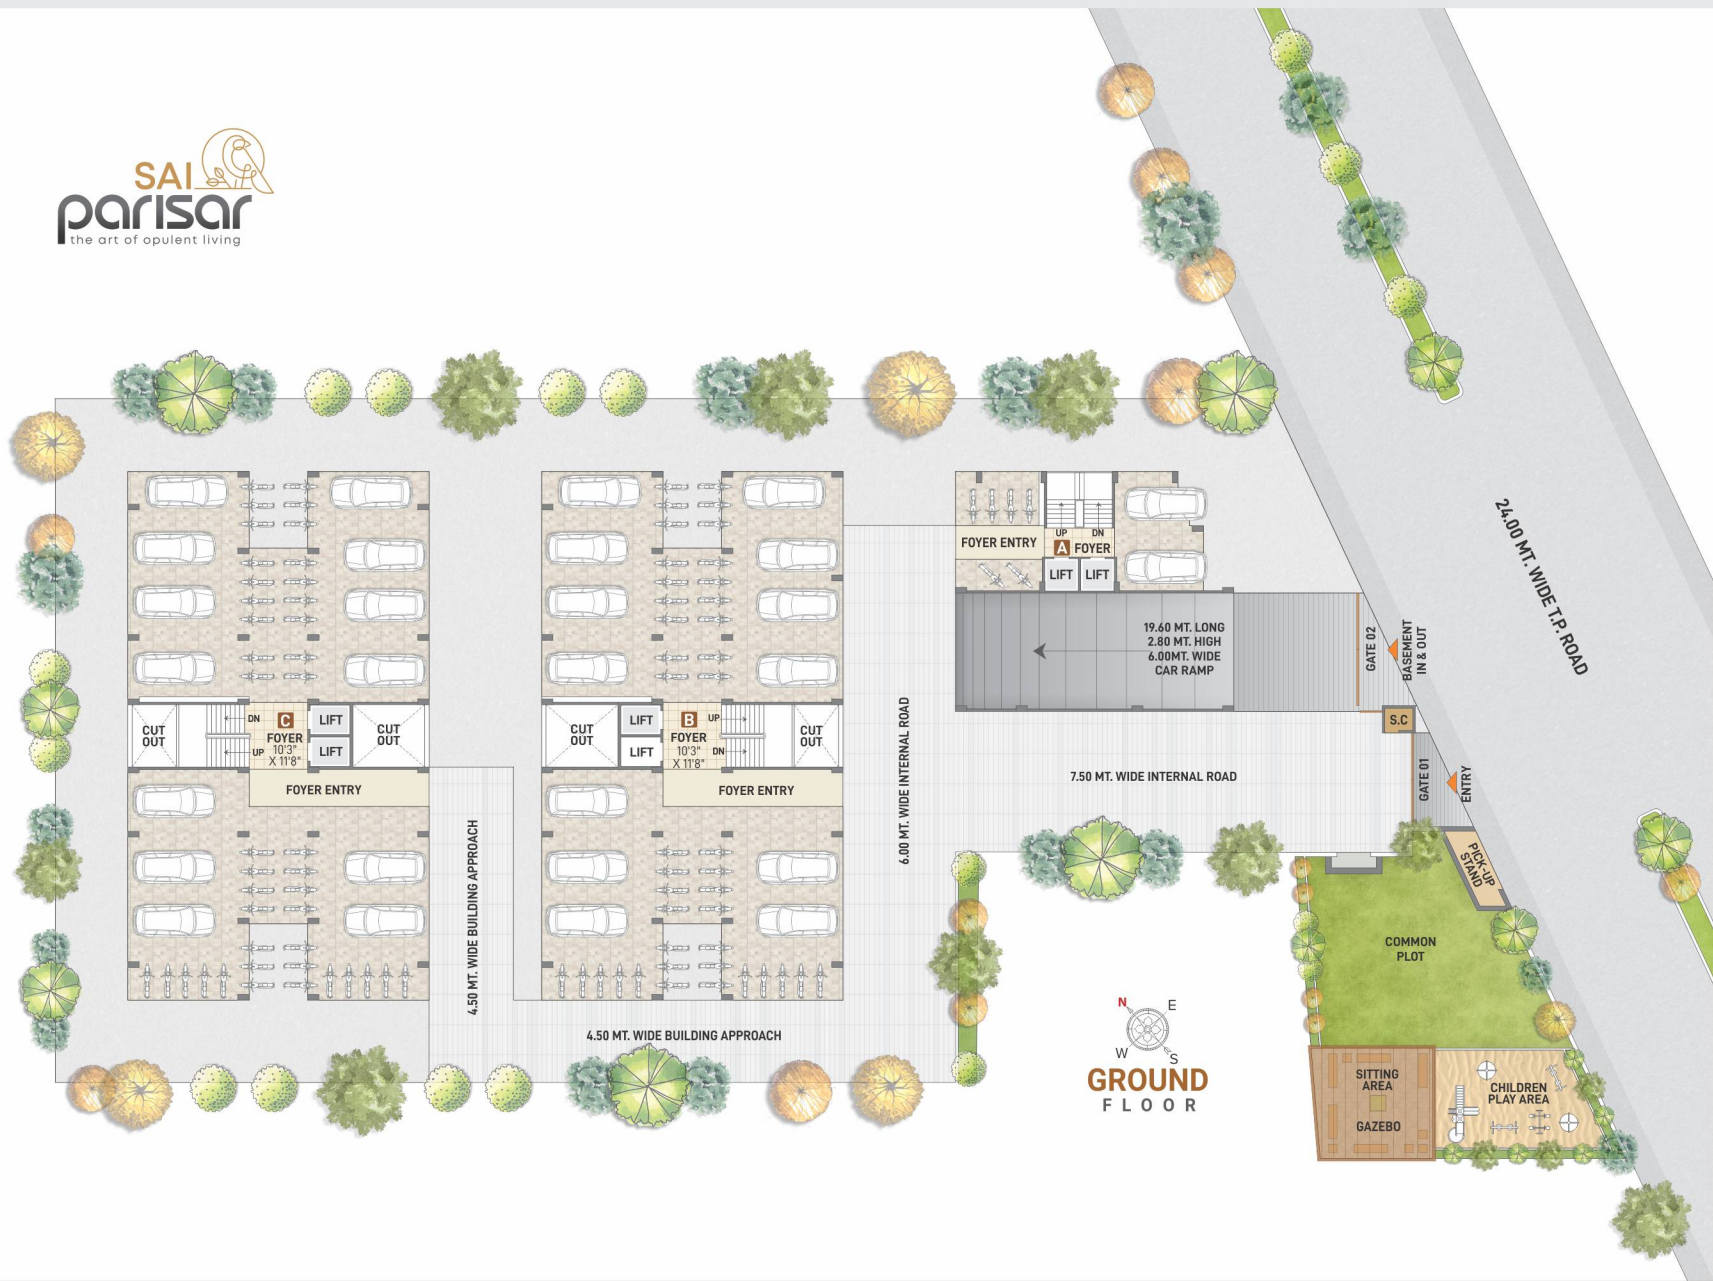 SAI
parisar
the art of opulent living
24.00 MT. WIDE T.P. ROAD
FOYER ENTRY
UP
DN
A FOYER
LIFT
LIFT
19.60 MT. LONG
2.80 MT. HIGH
6.00MT. WIDE
CAR RAMP
GATE 02
BASEMENT
IN & OUT
S.C
CUT
OUT
DN
UP
C
FOYER
10'3"
X 11'8"
LIFT
LIFT
CUT
OUT
FOYER ENTRY
CUT
OUT
LIFT
LIFT
B
FOYER
10'3"
X 11'8"
UP
DN
CUT
OUT
FOYER ENTRY
6.00 MT. WIDE INTERNAL ROAD
7.50 MT. WIDE INTERNAL ROAD
GATE 01
ENTRY
PICK-UP
STAND
4.50 MT. WIDE BUILDING APPROACH
4.50 MT. WIDE BUILDING APPROACH
COMMON
PLOT
N
E
W
S
GROUND
FLOOR
SITTING
AREA
GAZEBO
CHILDREN
PLAY AREA